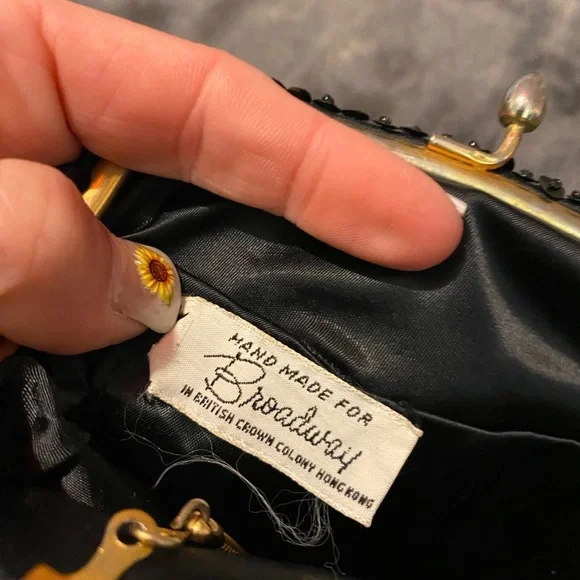 HAND MADE FOR
Broadway
IN BRITISH CROWN COLONY HONG KONG